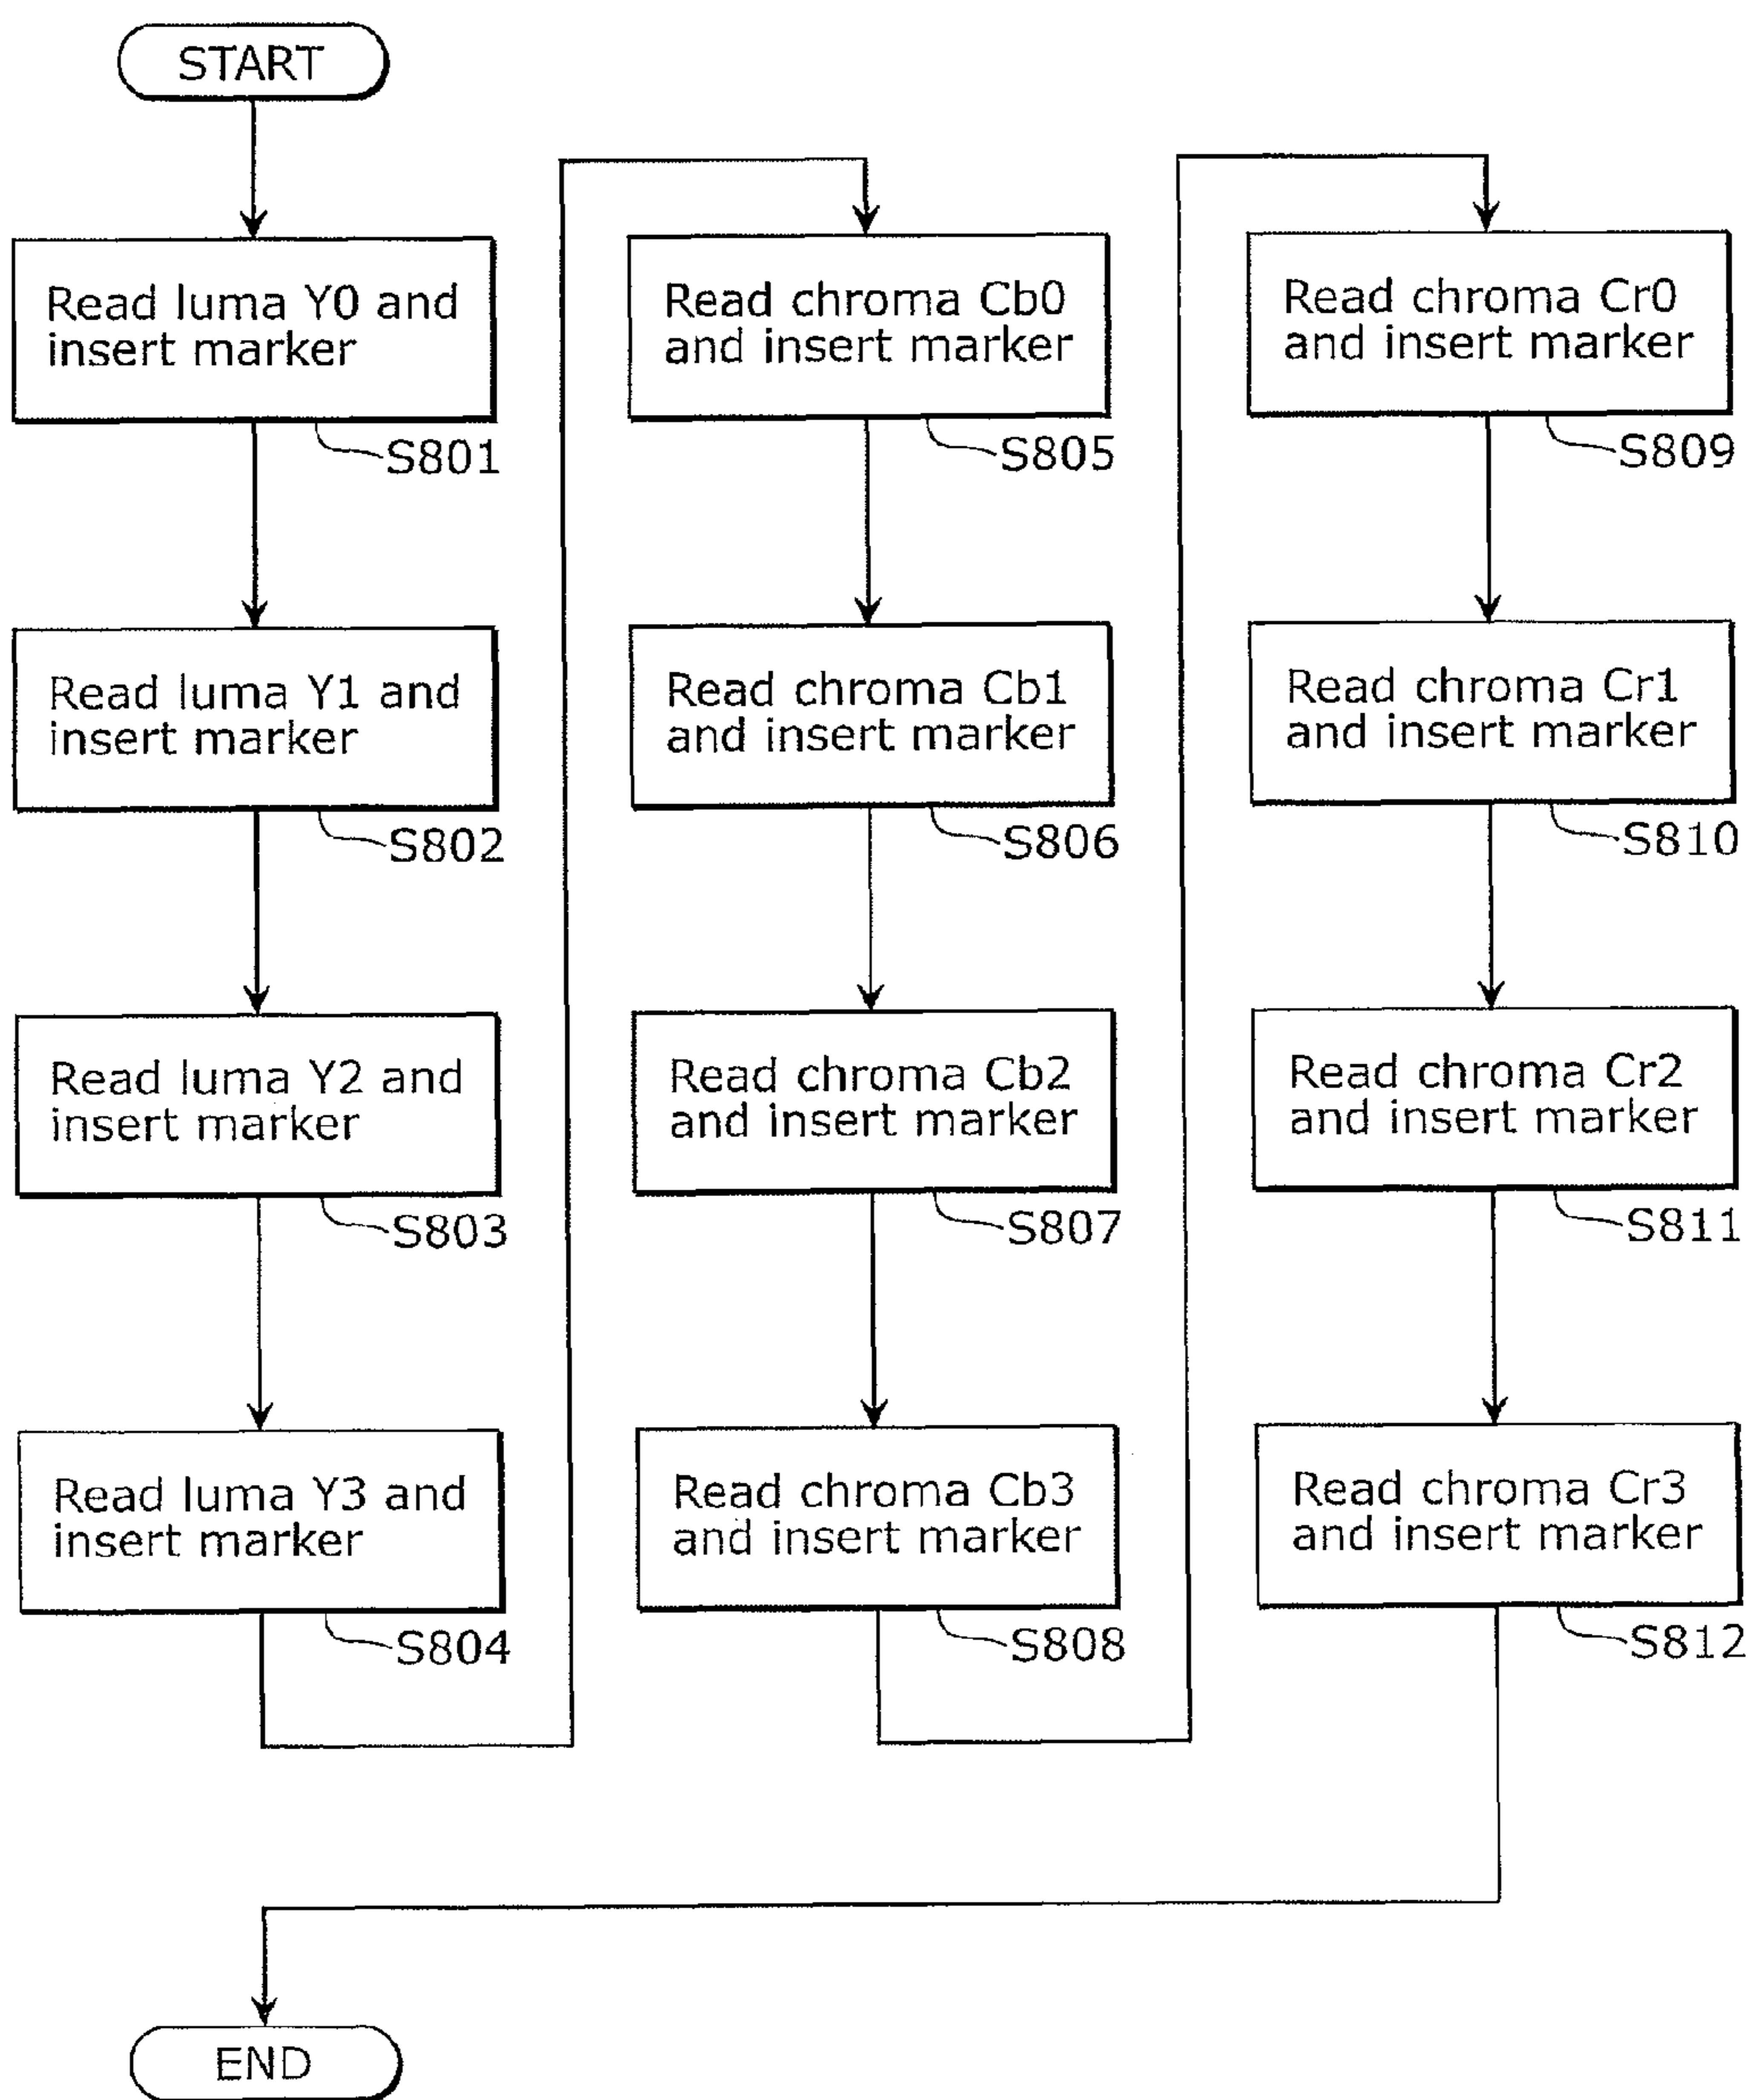 START
Read luma Y0 and
insert marker
S801
Read luma Y1 and
insert marker
S802
Read luma Y2 and
insert marker
S803
Read luma Y3 and
insert marker
S804
Read chroma Cb0
and insert marker
S805
Read chroma Cb1
and insert marker
S806
Read chroma Cb2
and insert marker
S807
Read chroma Cb3
and insert marker
S808
Read chroma Cr0
and insert marker
S809
Read chroma Cr1
and insert marker
S810
Read chroma Cr2
and insert marker
S811
Read chroma Cr3
and insert marker
S812
END